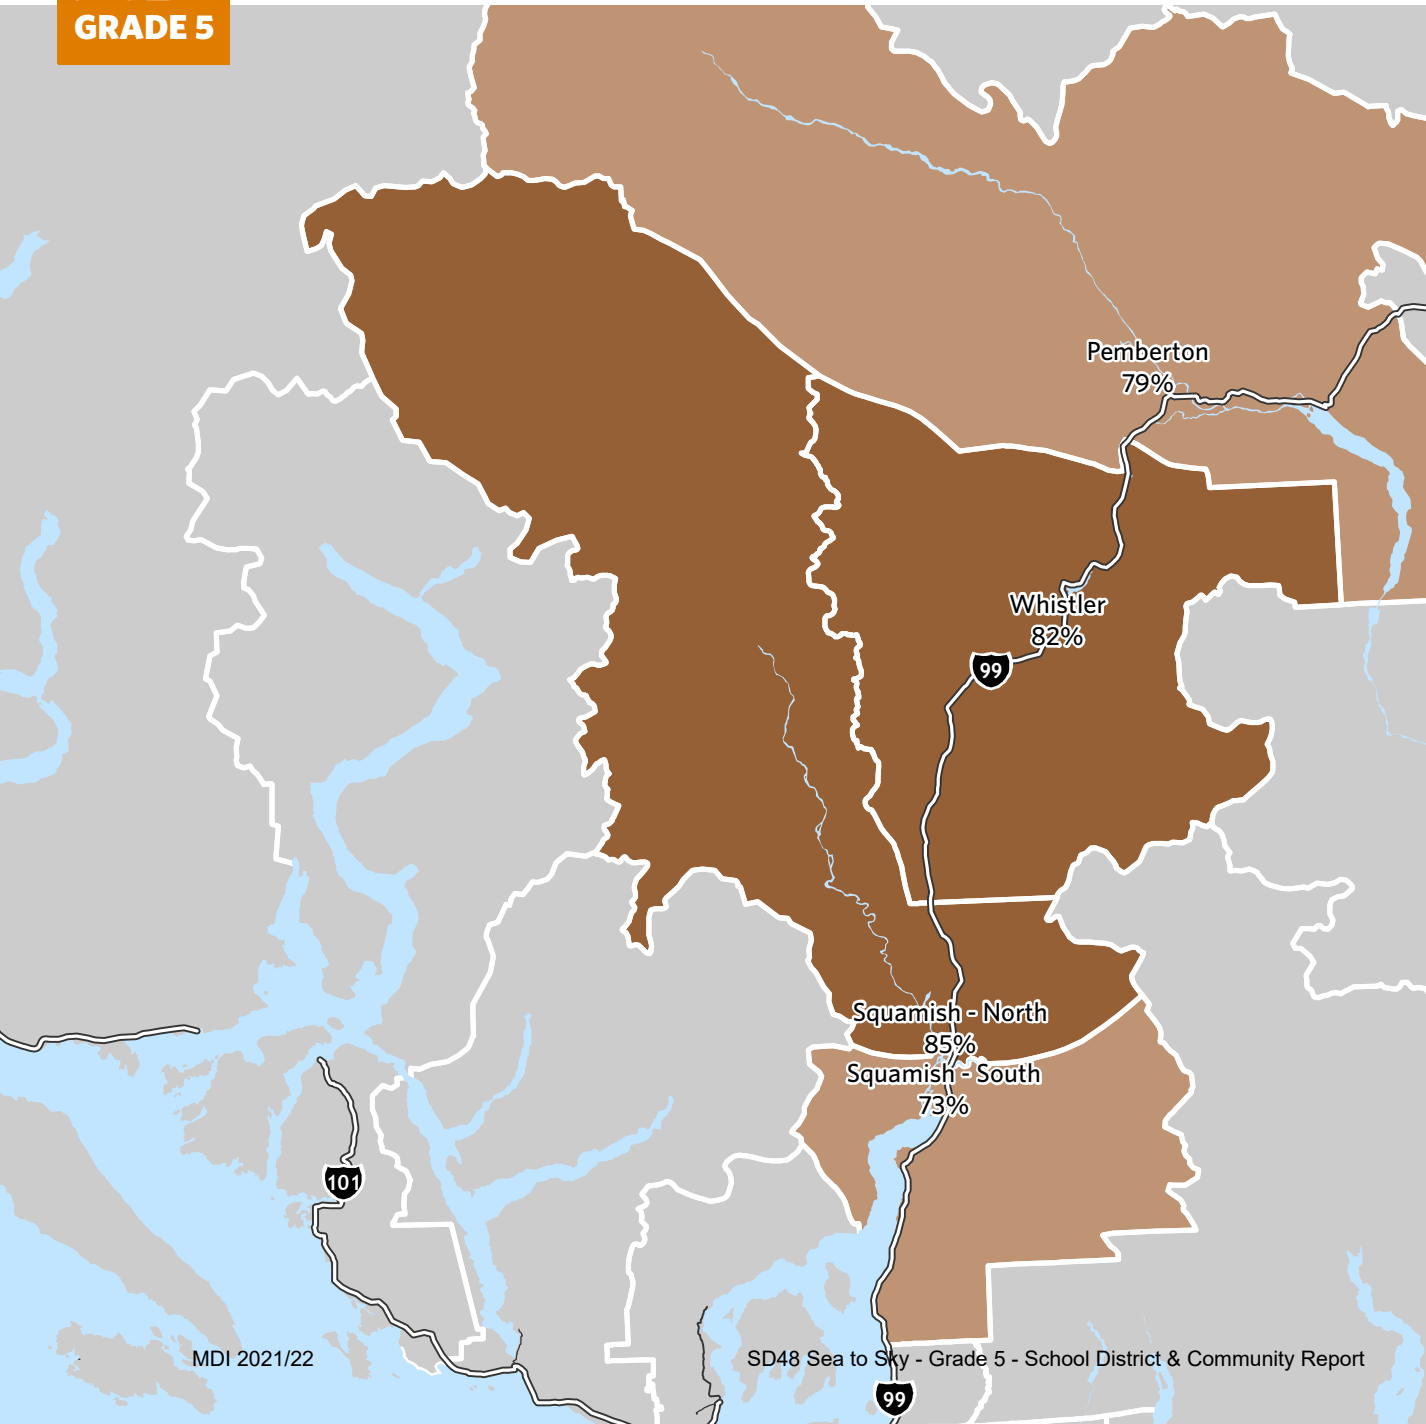 GRADE 5
Pemberton
79%
Whistler
82%
99
Squamish - North
85%
Squamish - South
73%
101
MDI 2021/22
SD48 Sea to Sky - Grade 5 - School District & Community Report
99